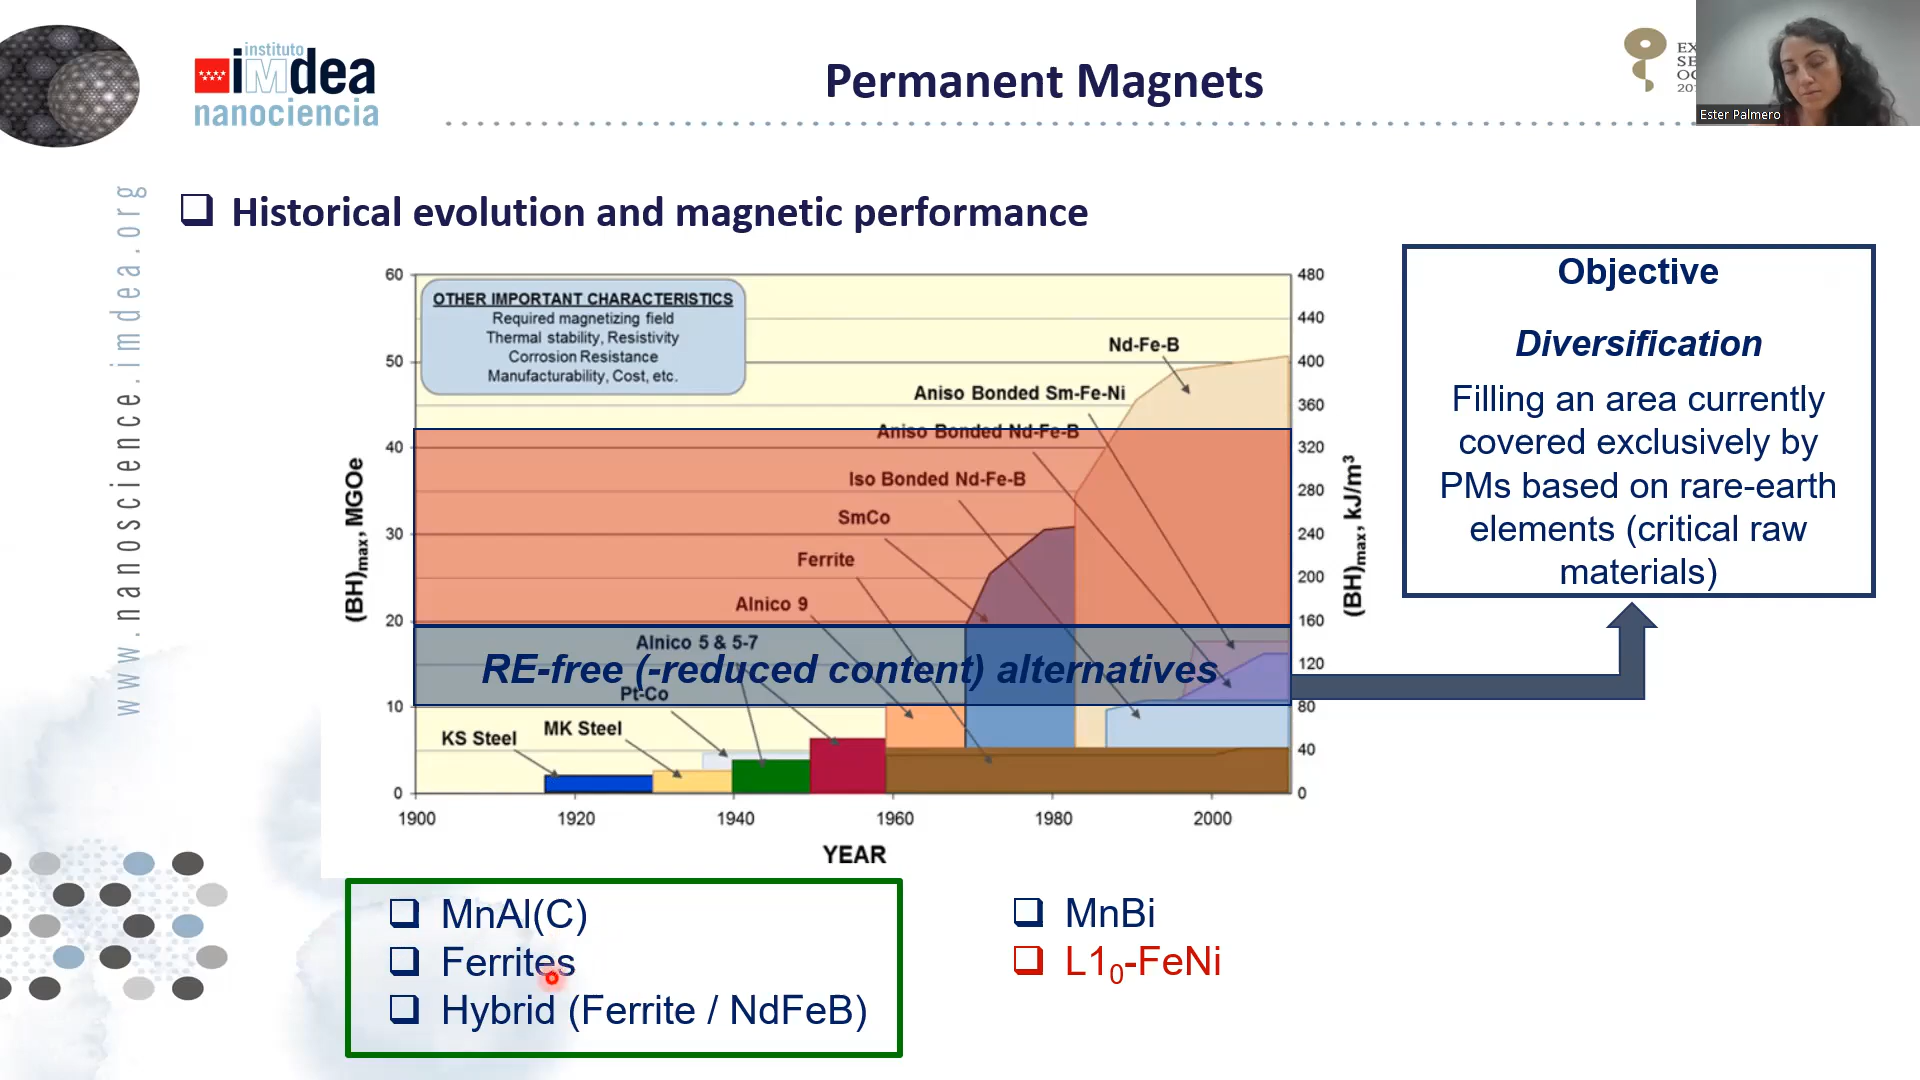 instituto
imdea
nanociencia
Permanent Magnets
EX
SE
OC
201
Ester Palmero
www.nanoscience.imdea.org
❑ Historical evolution and magnetic performance
OTHER IMPORTANT CHARACTERISTICS
Required magnetizing field
Thermal stability, Resistivity
Corrosion Resistance
Manufacturability, Cost, etc.
60
50
40
30
20
10
0
(BH)max, MGOe
480
440
400
360
320
280
240
200
160
120
80
40
0
(BH)max, kJ/m³
Nd-Fe-B
Aniso Bonded Sm-Fe-Ni
Aniso Bonded Nd-Fe-B
Iso Bonded Nd-Fe-B
SmCo
Ferrite
Alnico 9
Alnico 5 & 5-7
RE-free (-reduced content) alternatives
Pt-Co
MK Steel
KS Steel
1900 1920 1940 1960 1980 2000
YEAR
Objective
Diversification
Filling an area currently
covered exclusively by
PMs based on rare-earth
elements (critical raw
materials)
❑ MnAl(C)
❑ Ferrites
❑ Hybrid (Ferrite / NdFeB)
❑ MnBi
❑ L1₀-FeNi